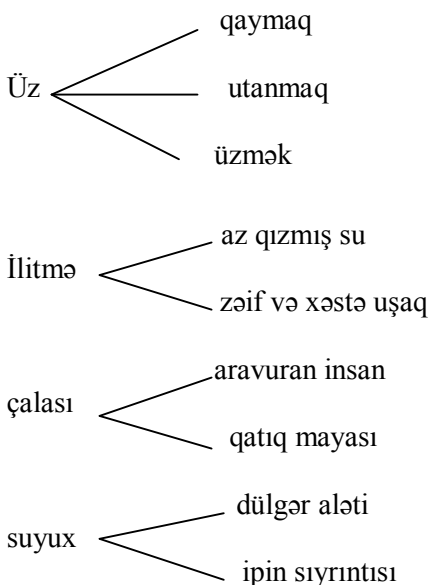 qaymaq
Üz
utanmaq
üzmək
az qızmış su
İlitmə
zəif və xəstə uşaq
aravuran insan
çalası
qatıq mayası
dülgər aləti
suyux
ipin sıyrıntısı